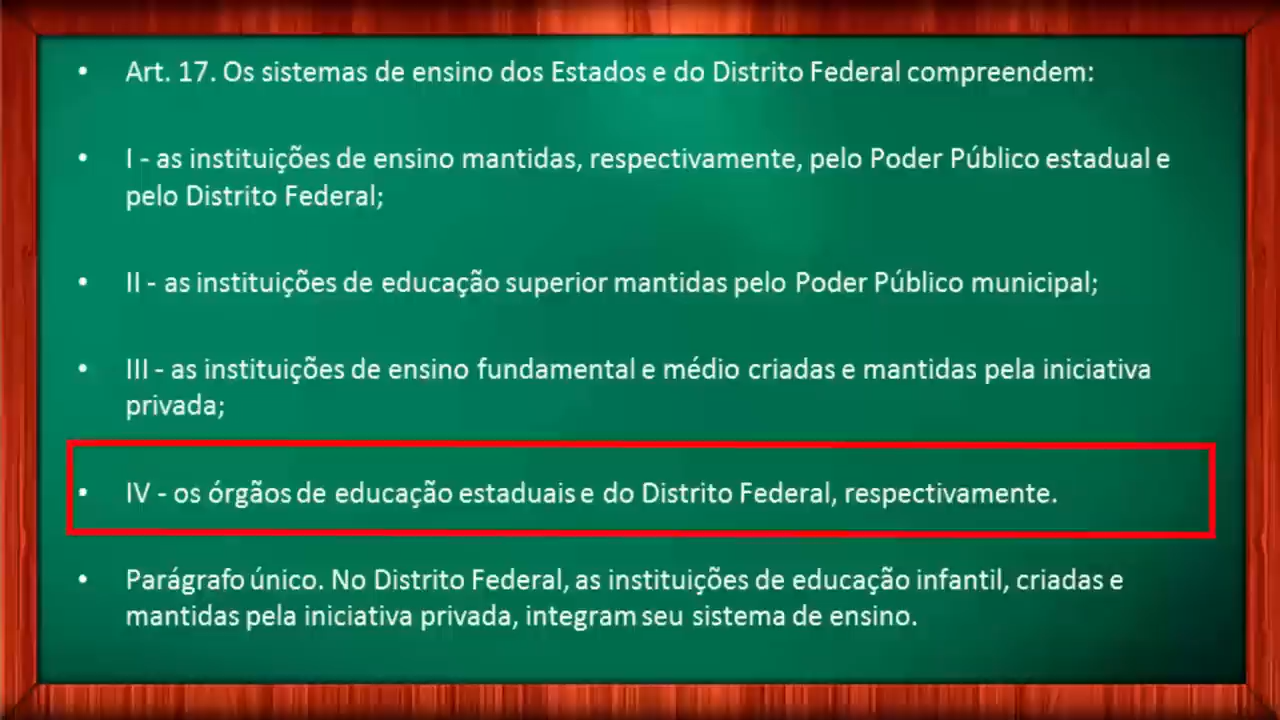 • Art. 17. Os sistemas de ensino dos Estados e do Distrito Federal compreendem:
• I - as instituições de ensino mantidas, respectivamente, pelo Poder Público estadual e
pelo Distrito Federal;
• II - as instituições de educação superior mantidas pelo Poder Público municipal;
• III - as instituições de ensino fundamental e médio criadas e mantidas pela iniciativa
privada;
• IV - os órgãos de educação estaduais e do Distrito Federal, respectivamente.
• Parágrafo único. No Distrito Federal, as instituições de educação infantil, criadas e
mantidas pela iniciativa privada, integram seu sistema de ensino.